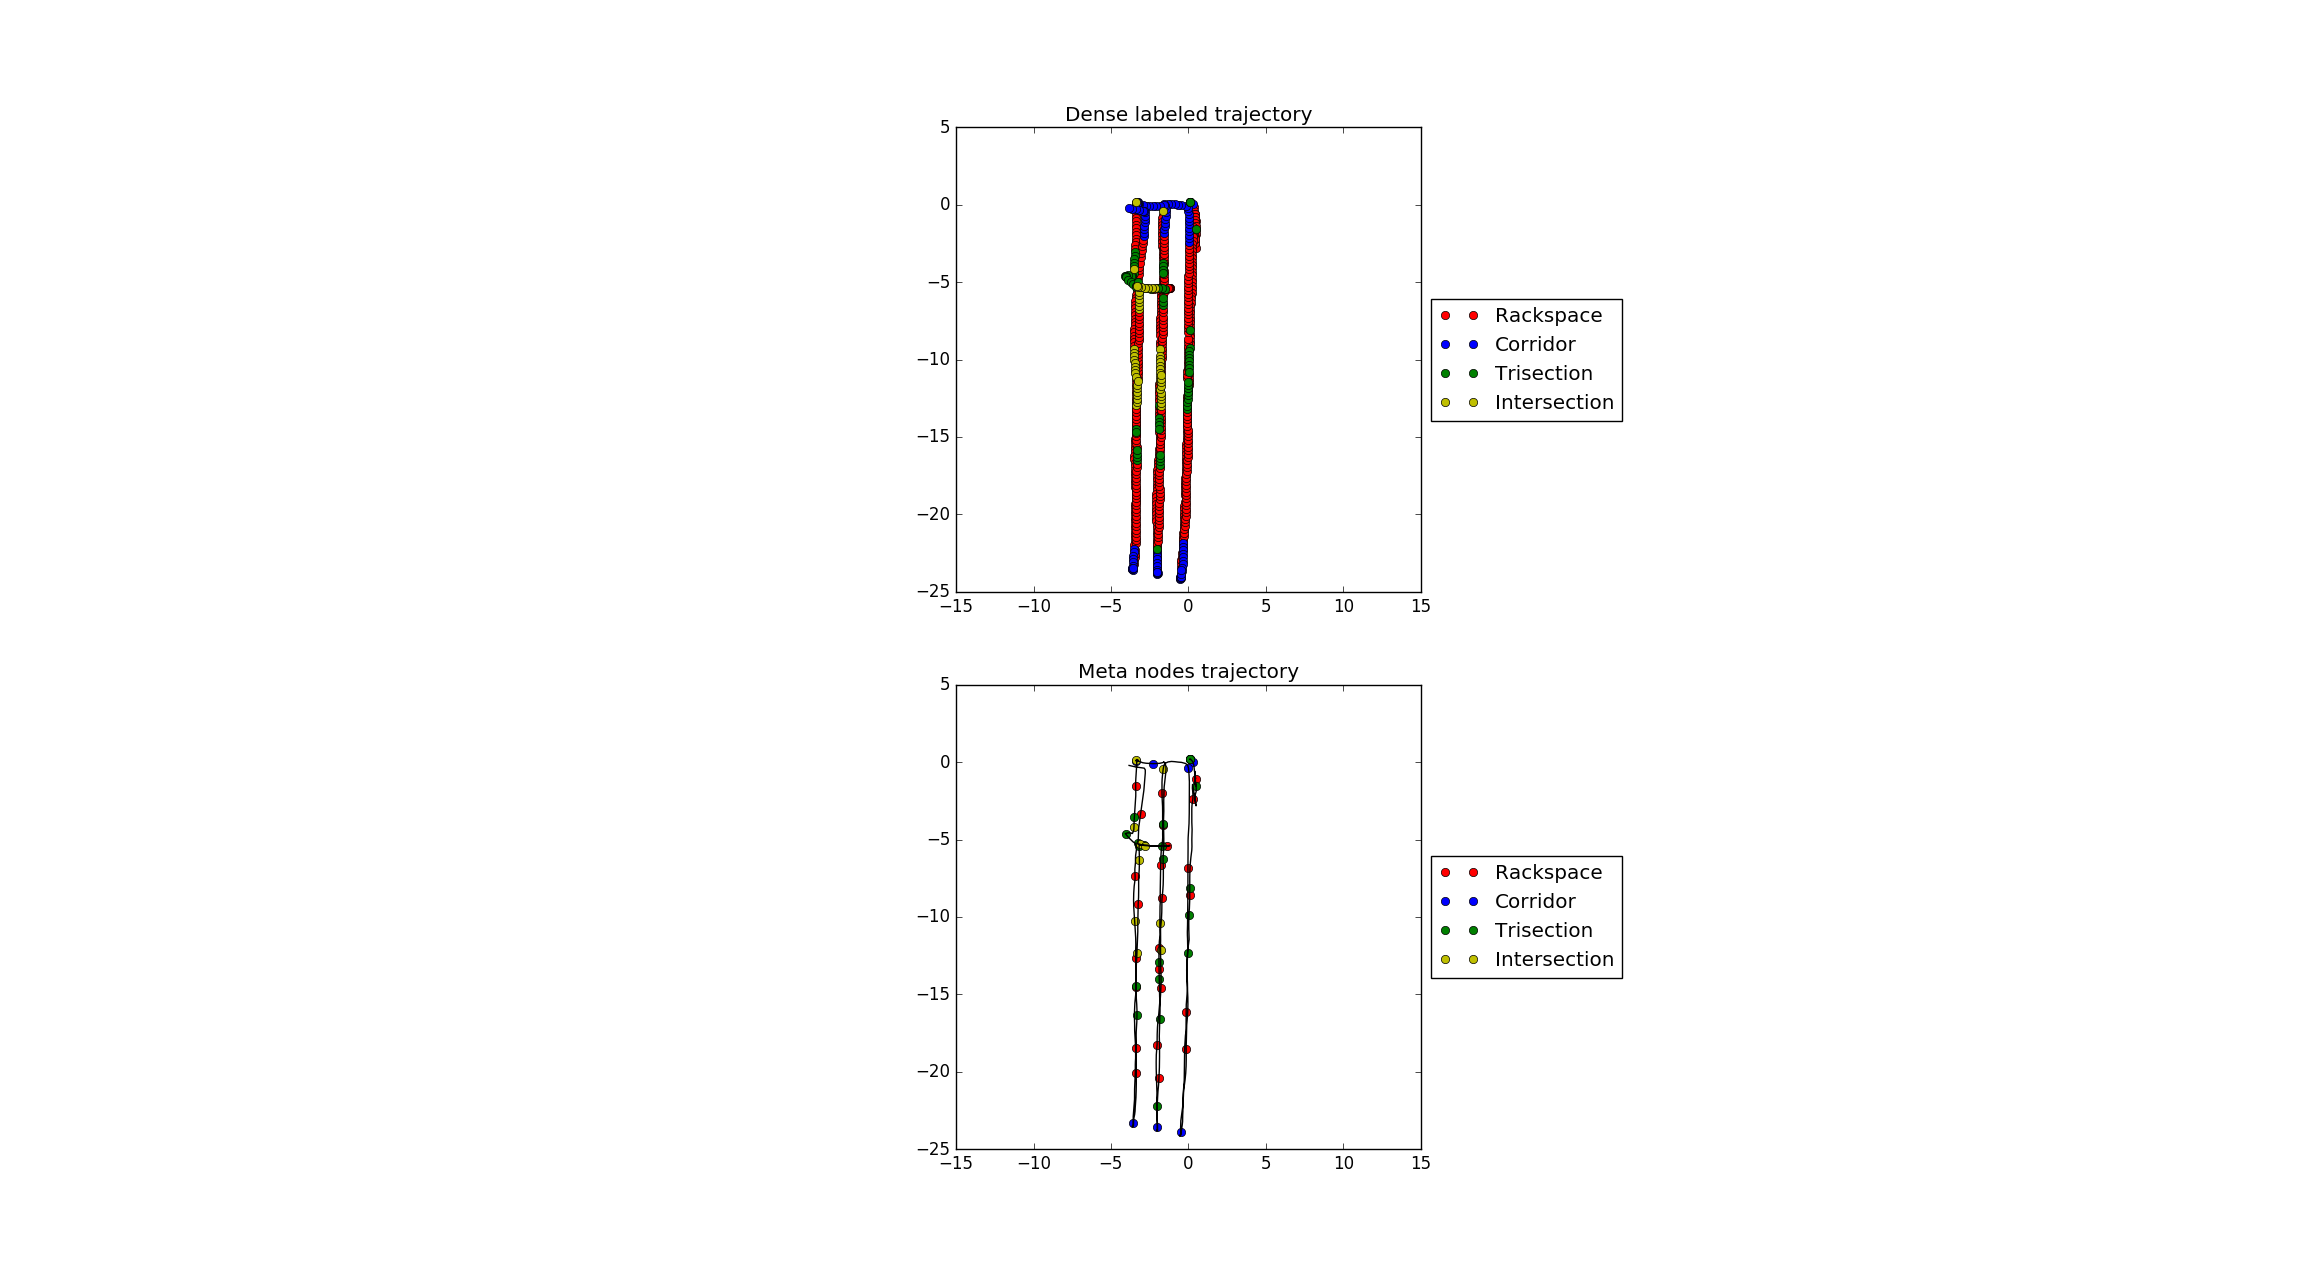 Dense labeled trajectory
5
0
−5
−10
−15
−20
−25
−15 −10 −5 0 5 10 15
Rackspace
Corridor
Trisection
Intersection
Meta nodes trajectory
5
0
−5
−10
−15
−20
−25
−15 −10 −5 0 5 10 15
Rackspace
Corridor
Trisection
Intersection